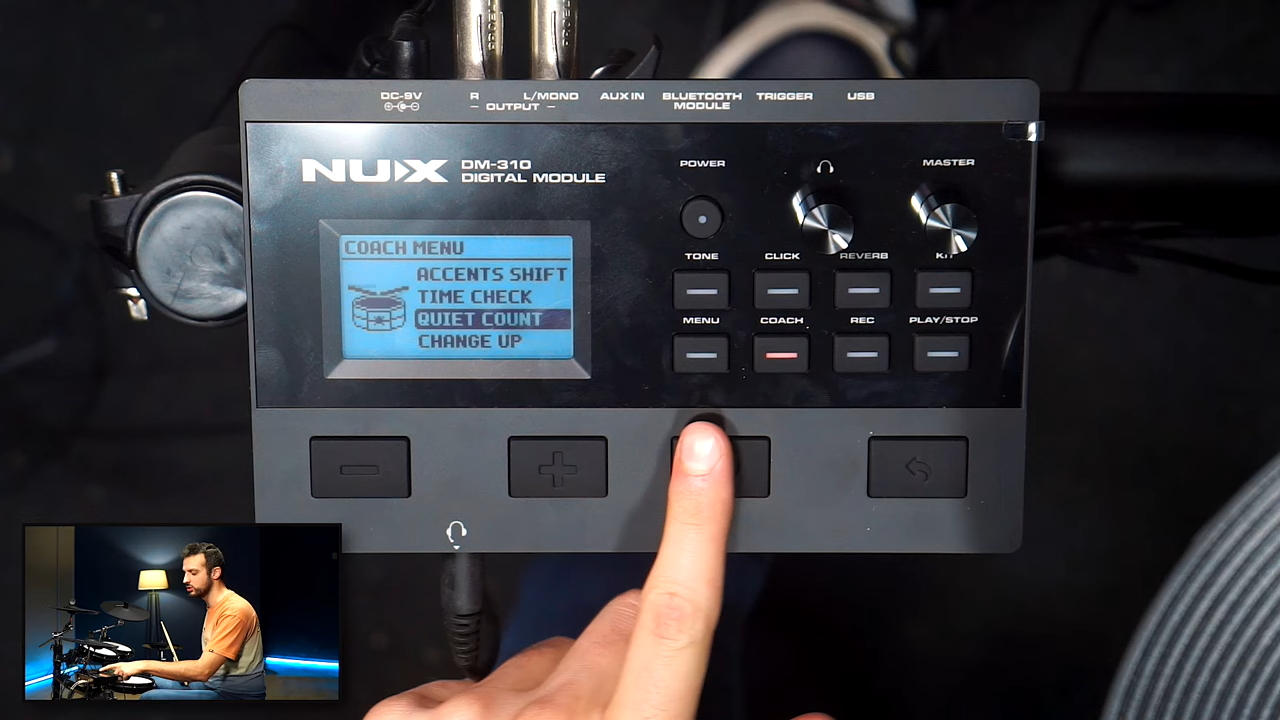 DC-9V
R
L/MONO
- OUTPUT -
AUX IN
BLUETOOTH
MODULE
TRIGGER
USB
NUX
DM-310
DIGITAL MODULE
POWER
MASTER
COACH MENU
ACCENTS SHIFT
TIME CHECK
QUIET COUNT
CHANGE UP
TONE
CLICK
REVERB
KIT
MENU
COACH
REC
PLAY/STOP